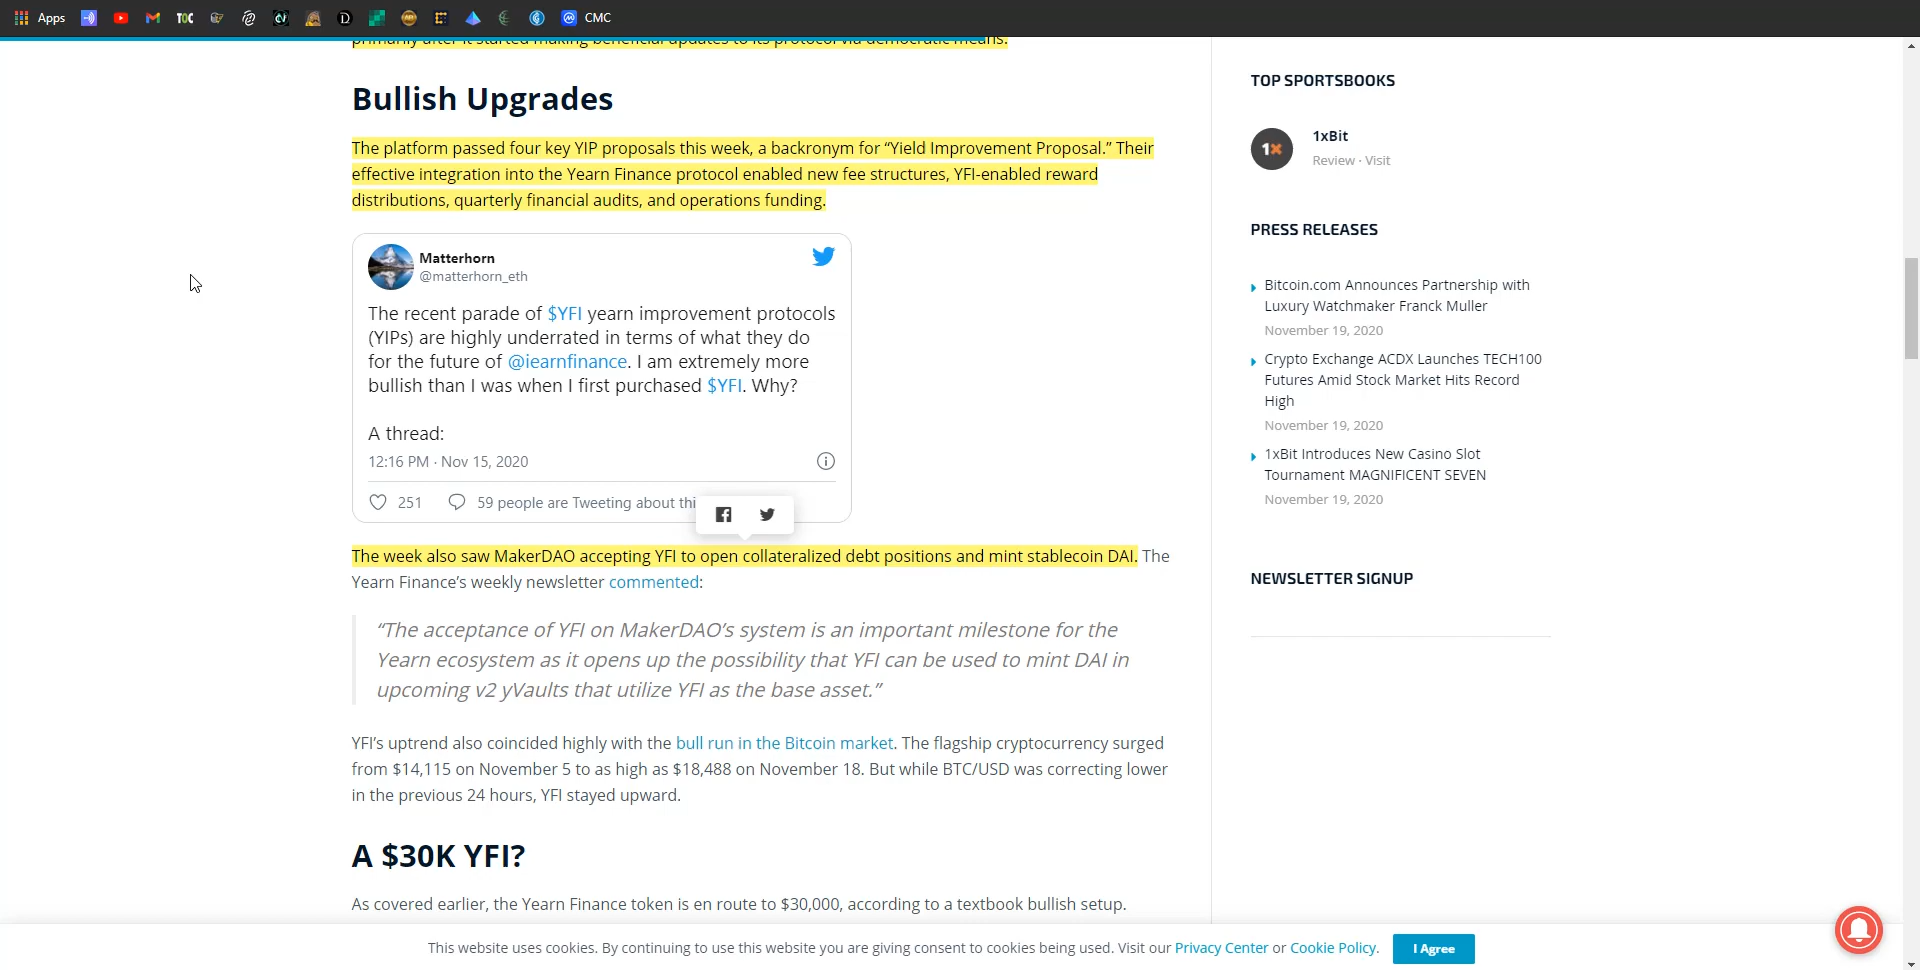 Apps
TOC
CMC
primarily after it started making beneficial updates to its protocol via democratic means.
Bullish Upgrades
The platform passed four key YIP proposals this week, a backronym for “Yield Improvement Proposal.” Their
effective integration into the Yearn Finance protocol enabled new fee structures, YFI-enabled reward
distributions, quarterly financial audits, and operations funding.
Matterhorn
@matterhorn_eth
The recent parade of $YFI yearn improvement protocols
(YIPs) are highly underrated in terms of what they do
for the future of @iearnfinance. I am extremely more
bullish than I was when I first purchased $YFI. Why?
A thread:
12:16 PM · Nov 15, 2020
251
59 people are Tweeting about thi
The week also saw MakerDAO accepting YFI to open collateralized debt positions and mint stablecoin DAI. The
Yearn Finance’s weekly newsletter commented:
“The acceptance of YFI on MakerDAO’s system is an important milestone for the
Yearn ecosystem as it opens up the possibility that YFI can be used to mint DAI in
upcoming v2 yVaults that utilize YFI as the base asset.”
YFI’s uptrend also coincided highly with the bull run in the Bitcoin market. The flagship cryptocurrency surged
from $14,115 on November 5 to as high as $18,488 on November 18. But while BTC/USD was correcting lower
in the previous 24 hours, YFI stayed upward.
A $30K YFI?
As covered earlier, the Yearn Finance token is en route to $30,000, according to a textbook bullish setup.
TOP SPORTSBOOKS
1x
1xBit
Review · Visit
PRESS RELEASES
Bitcoin.com Announces Partnership with
Luxury Watchmaker Franck Muller
November 19, 2020
Crypto Exchange ACDX Launches TECH100
Futures Amid Stock Market Hits Record
High
November 19, 2020
1xBit Introduces New Casino Slot
Tournament MAGNIFICENT SEVEN
November 19, 2020
NEWSLETTER SIGNUP
This website uses cookies. By continuing to use this website you are giving consent to cookies being used. Visit our Privacy Center or Cookie Policy.
I Agree